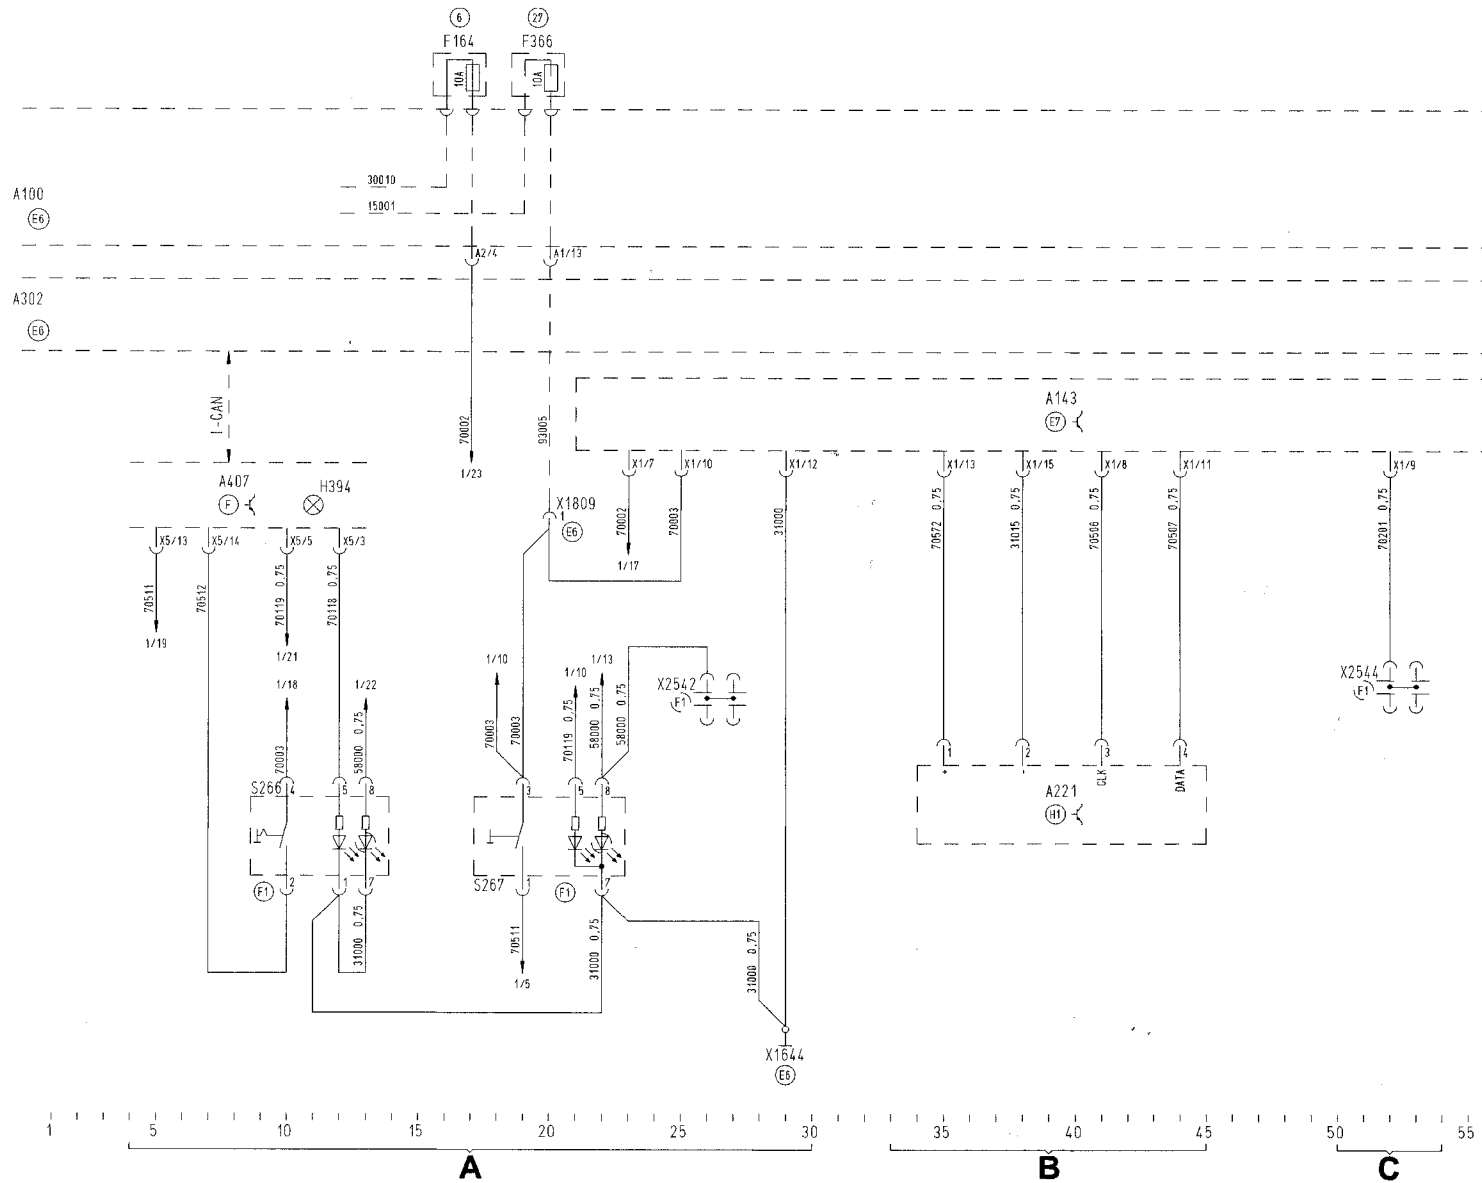 6 27
F164 F366
10A 10A
30010
A100
15001
E6
A2/4 A1/13
A302
E6
A143
E7
I-CAN
70002
93005
1/23
X1/7 X1/10 X1/12 X1/13 X1/15 X1/8 X1/11 X1/9
A407 H394
F
X1809
1
E6
70002
70003
31000
70572 0,75
31015 0,75
70506 0,75
70507 0,75
70201 0,75
X5/13 X5/14 X5/5 X5/3
1/17
70511
70512
70119 0,75
70118 0,75
1/19
1/21
1/10 1/10 1/13
1/18 1/22
X2542
F1
X2544
F1
70003
58000 0,75
70003
70003
70119 0,75
58000 0,75
58000 0,75
1 2 3 4
S266 4 5 8
3 5 8
+ - CLK DATA
A221
H1
F1 2 1 7
S267 1 F1 7
31000 0,75
70511
31000 0,75
31000 0,75
1/5
X1644
E6
1 5 10 15 20 25 30 35 40 45 50 55
A B C